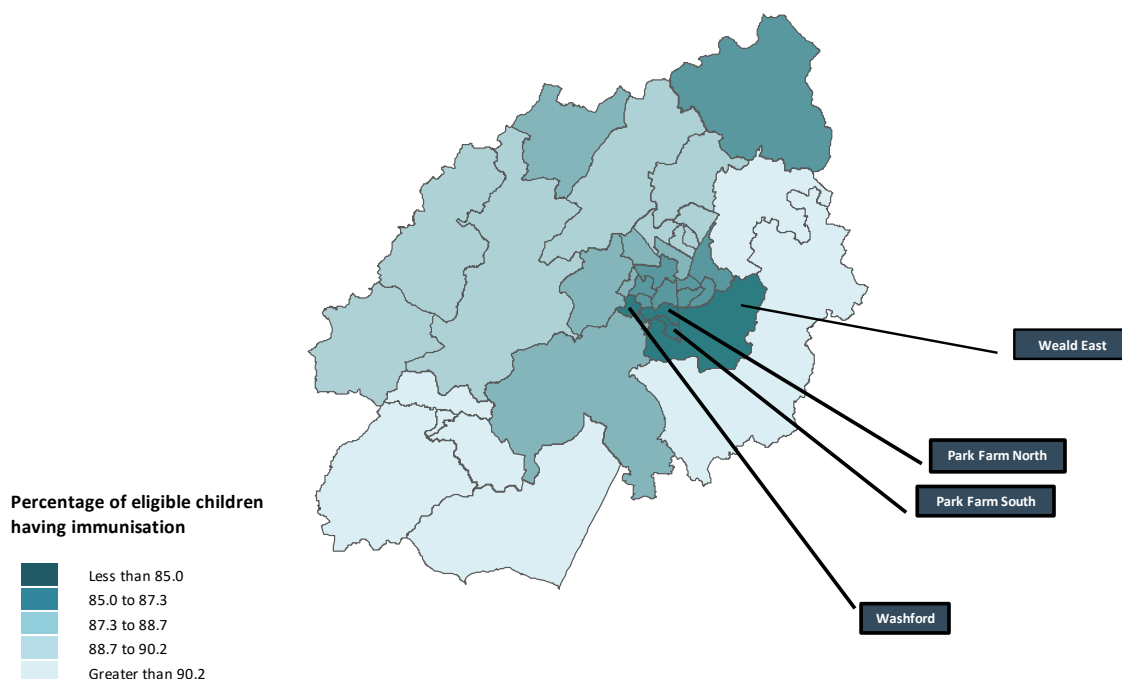 Weald East
Park Farm North
Park Farm South
Washford
Percentage of eligible children
having immunisation
Less than 85.0
85.0 to 87.3
87.3 to 88.7
88.7 to 90.2
Greater than 90.2